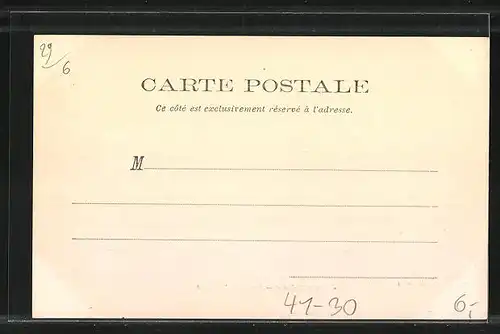 29/6
CARTE POSTALE
Ce côté est exclusivement réservé à l'adresse.
M
41-30
6,-